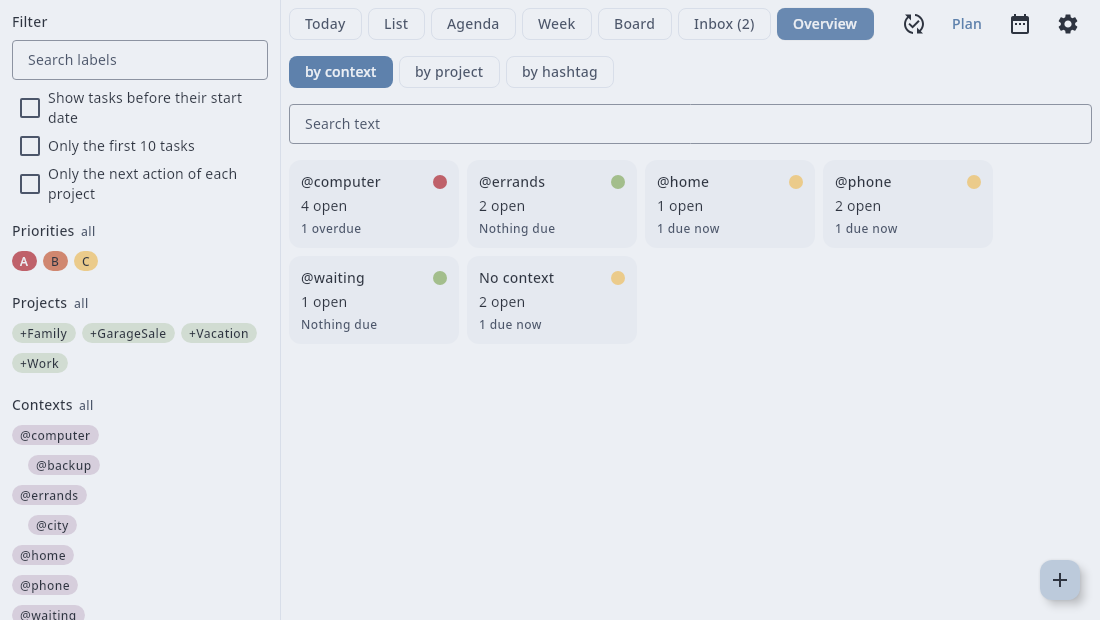 Filter
Search labels
Show tasks before their start
date
Only the first 10 tasks
Only the next action of each
project
Priorities all
A B C
Projects all
+Family +GarageSale +Vacation
+Work
Contexts all
@computer
@backup
@errands
@city
@home
@phone
@waiting
Today List Agenda Week Board Inbox (2) Overview Plan
by context by project by hashtag
Search text
@computer
4 open
1 overdue
@errands
2 open
Nothing due
@home
1 open
1 due now
@phone
2 open
1 due now
@waiting
1 open
Nothing due
No context
2 open
1 due now